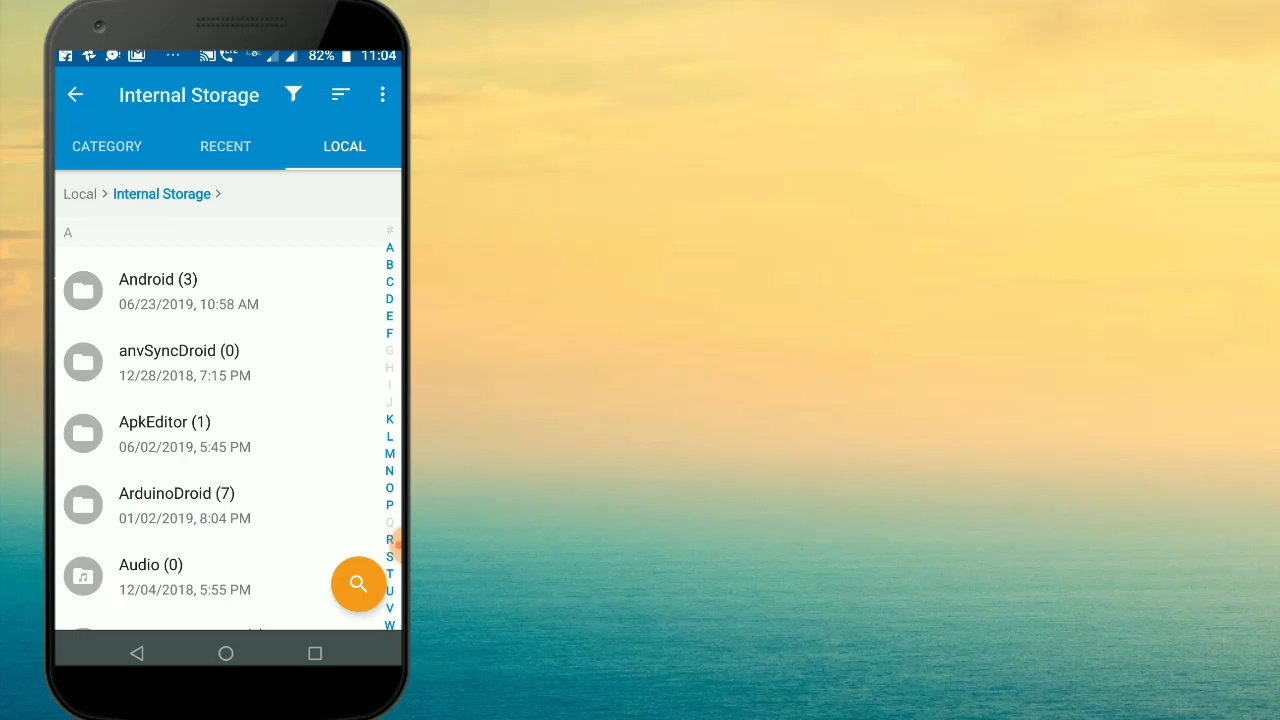 82% 11:04
Internal Storage
CATEGORY RECENT LOCAL
Local > Internal Storage >
A
Android (3)
06/23/2019, 10:58 AM
anvSyncDroid (0)
12/28/2018, 7:15 PM
ApkEditor (1)
06/02/2019, 5:45 PM
ArduinoDroid (7)
01/02/2019, 8:04 PM
Audio (0)
12/04/2018, 5:55 PM
#
A
B
C
D
E
F
G
H
I
J
K
L
M
N
O
P
Q
R
S
T
U
V
W